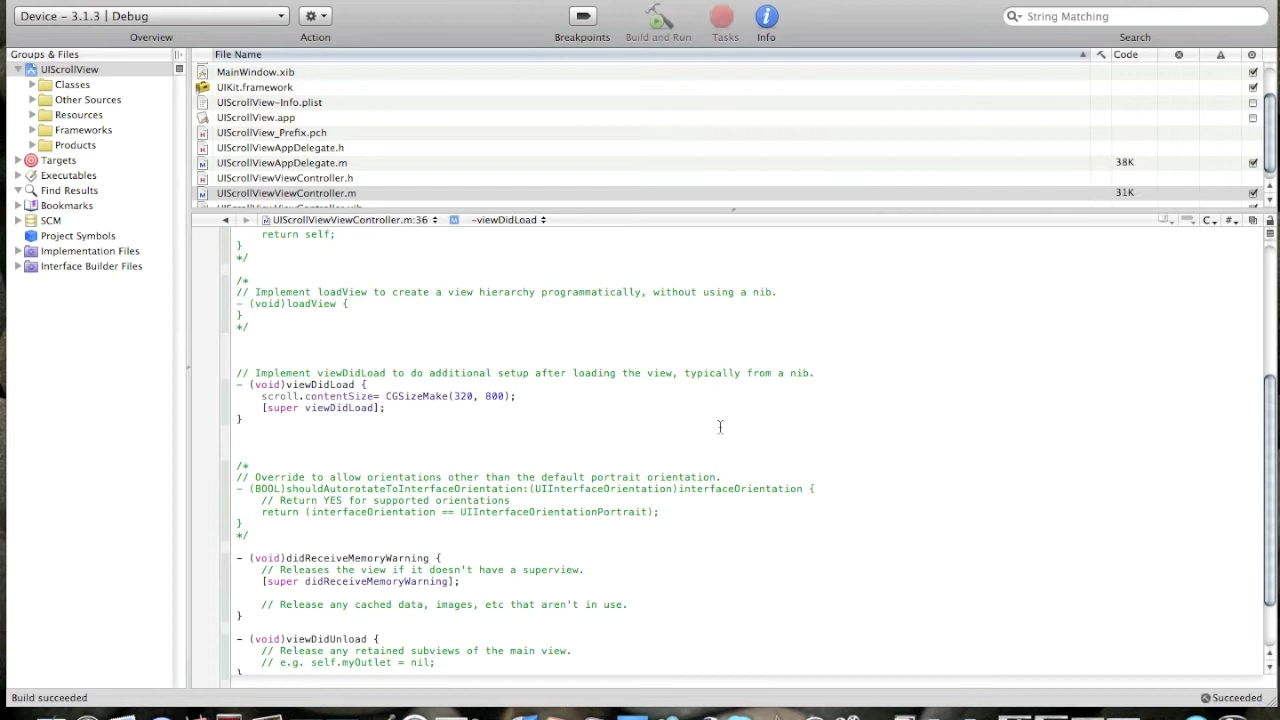 Device - 3.1.3 | Debug
String Matching
Overview
Action
Breakpoints
Build and Run
Tasks
Info
Search
Groups & Files
File Name
Code
UIScrollView
Classes
Other Sources
Resources
Frameworks
Products
Targets
Executables
Find Results
Bookmarks
SCM
Project Symbols
Implementation Files
Interface Builder Files
MainWindow.xib
UIKit.framework
UIScrollView-Info.plist
UIScrollView.app
UIScrollView_Prefix.pch
UIScrollViewAppDelegate.h
UIScrollViewAppDelegate.m 38K
UIScrollViewViewController.h
UIScrollViewViewController.m 31K
UIScrollViewViewController.xib
UIScrollViewViewController.m:36 -viewDidLoad C #
return self;
}
*/
/*
// Implement loadView to create a view hierarchy programmatically, without using a nib.
- (void)loadView {
}
*/
// Implement viewDidLoad to do additional setup after loading the view, typically from a nib.
- (void)viewDidLoad {
scroll.contentSize= CGSizeMake(320, 800);
[super viewDidLoad];
}
/*
// Override to allow orientations other than the default portrait orientation.
- (BOOL)shouldAutorotateToInterfaceOrientation:(UIInterfaceOrientation)interfaceOrientation {
// Return YES for supported orientations
return (interfaceOrientation == UIInterfaceOrientationPortrait);
}
*/
- (void)didReceiveMemoryWarning {
// Releases the view if it doesn't have a superview.
[super didReceiveMemoryWarning];
// Release any cached data, images, etc that aren't in use.
}
- (void)viewDidUnload {
// Release any retained subviews of the main view.
// e.g. self.myOutlet = nil;
}
Build succeeded
Succeeded